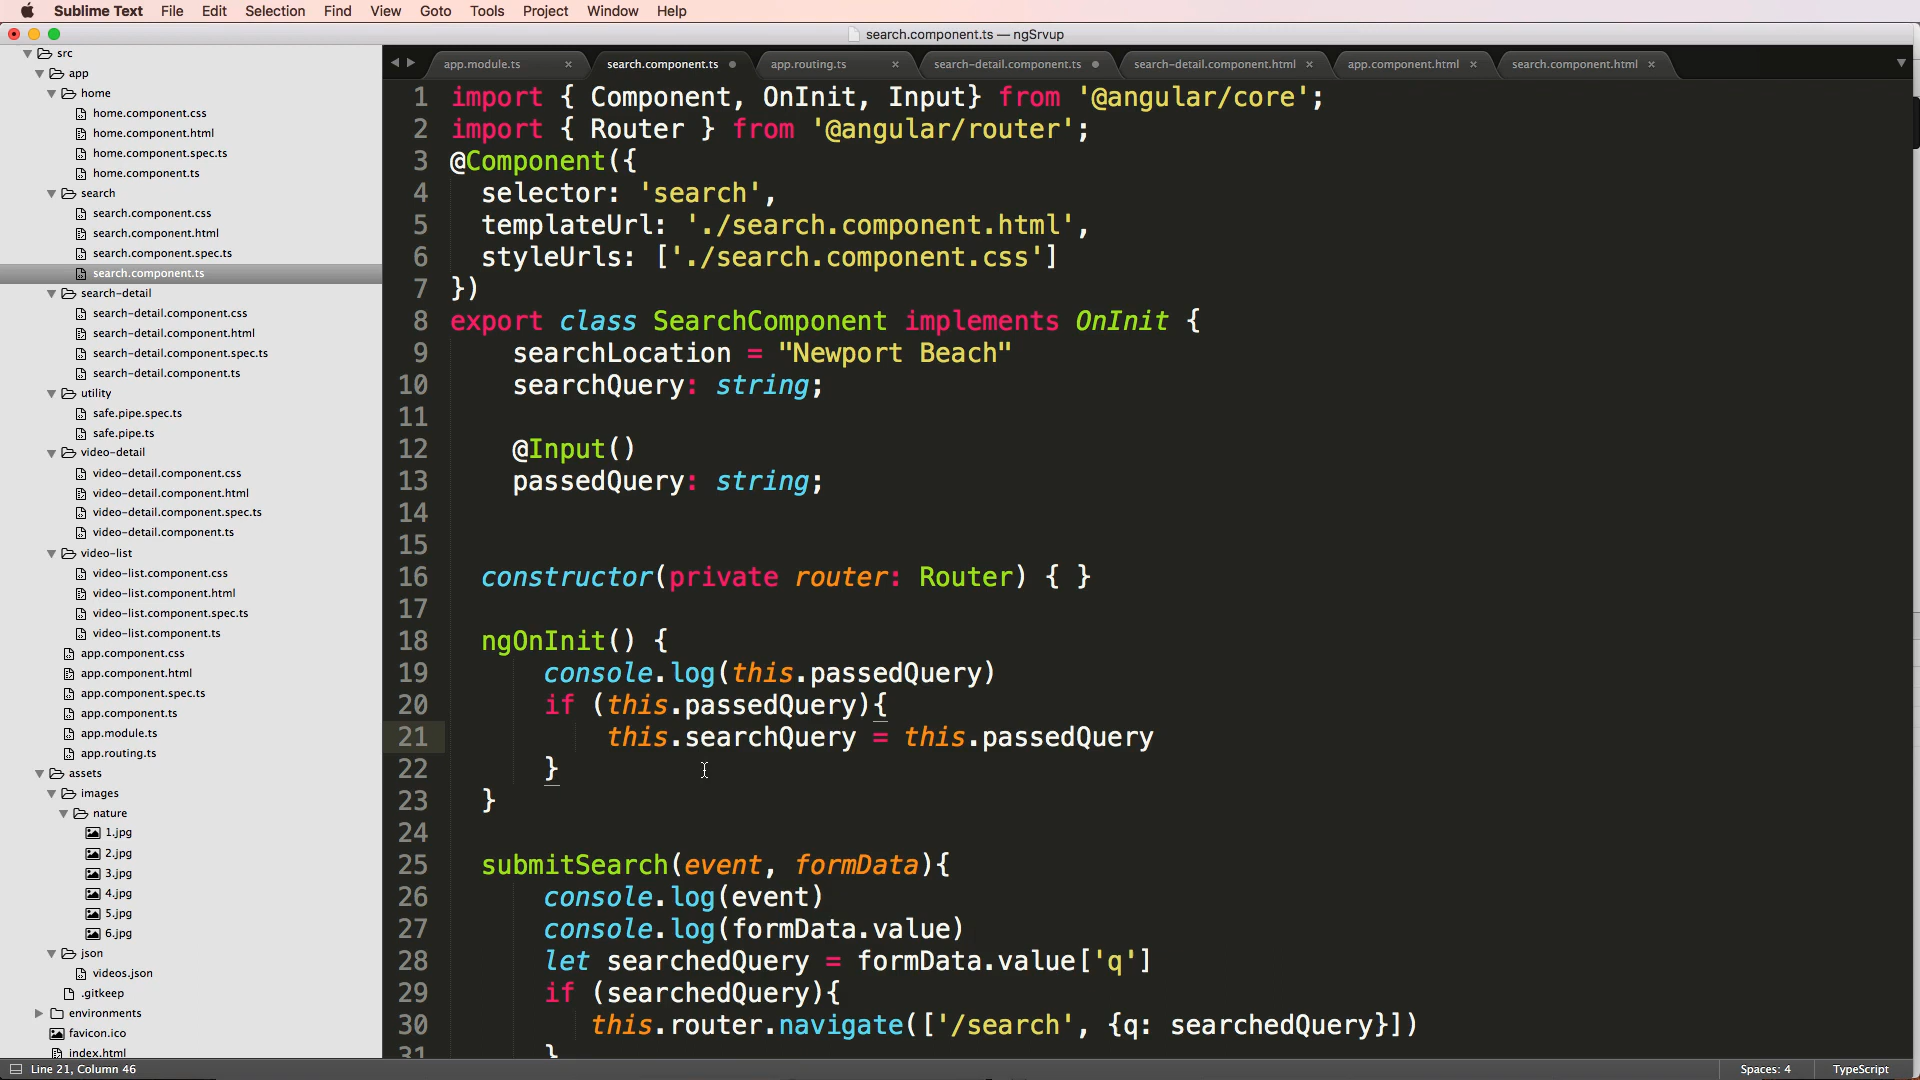 Sublime Text File Edit Selection Find View Goto Tools Project Window Help
search.component.ts — ngSrvup
src
app
home
home.component.css
home.component.html
home.component.spec.ts
home.component.ts
search
search.component.css
search.component.html
search.component.spec.ts
search.component.ts
search-detail
search-detail.component.css
search-detail.component.html
search-detail.component.spec.ts
search-detail.component.ts
utility
safe.pipe.spec.ts
safe.pipe.ts
video-detail
video-detail.component.css
video-detail.component.html
video-detail.component.spec.ts
video-detail.component.ts
video-list
video-list.component.css
video-list.component.html
video-list.component.spec.ts
video-list.component.ts
app.component.css
app.component.html
app.component.spec.ts
app.component.ts
app.module.ts
app.routing.ts
assets
images
nature
1.jpg
2.jpg
3.jpg
4.jpg
5.jpg
6.jpg
json
videos.json
.gitkeep
environments
favicon.ico
index.html
app.module.ts search.component.ts app.routing.ts search-detail.component.ts search-detail.component.html app.component.html search.component.html
1 import { Component, OnInit, Input} from '@angular/core';
2 import { Router } from '@angular/router';
3 @Component({
4 selector: 'search',
5 templateUrl: './search.component.html',
6 styleUrls: ['./search.component.css']
7 })
8 export class SearchComponent implements OnInit {
9 searchLocation = "Newport Beach"
10 searchQuery: string;
11
12 @Input()
13 passedQuery: string;
14
15
16 constructor(private router: Router) { }
17
18 ngOnInit() {
19 console.log(this.passedQuery)
20 if (this.passedQuery){
21 this.searchQuery = this.passedQuery
22 }
23 }
24
25 submitSearch(event, formData){
26 console.log(event)
27 console.log(formData.value)
28 let searchedQuery = formData.value['q']
29 if (searchedQuery){
30 this.router.navigate(['/search', {q: searchedQuery}])
31 }
Line 21, Column 46 Spaces: 4 TypeScript